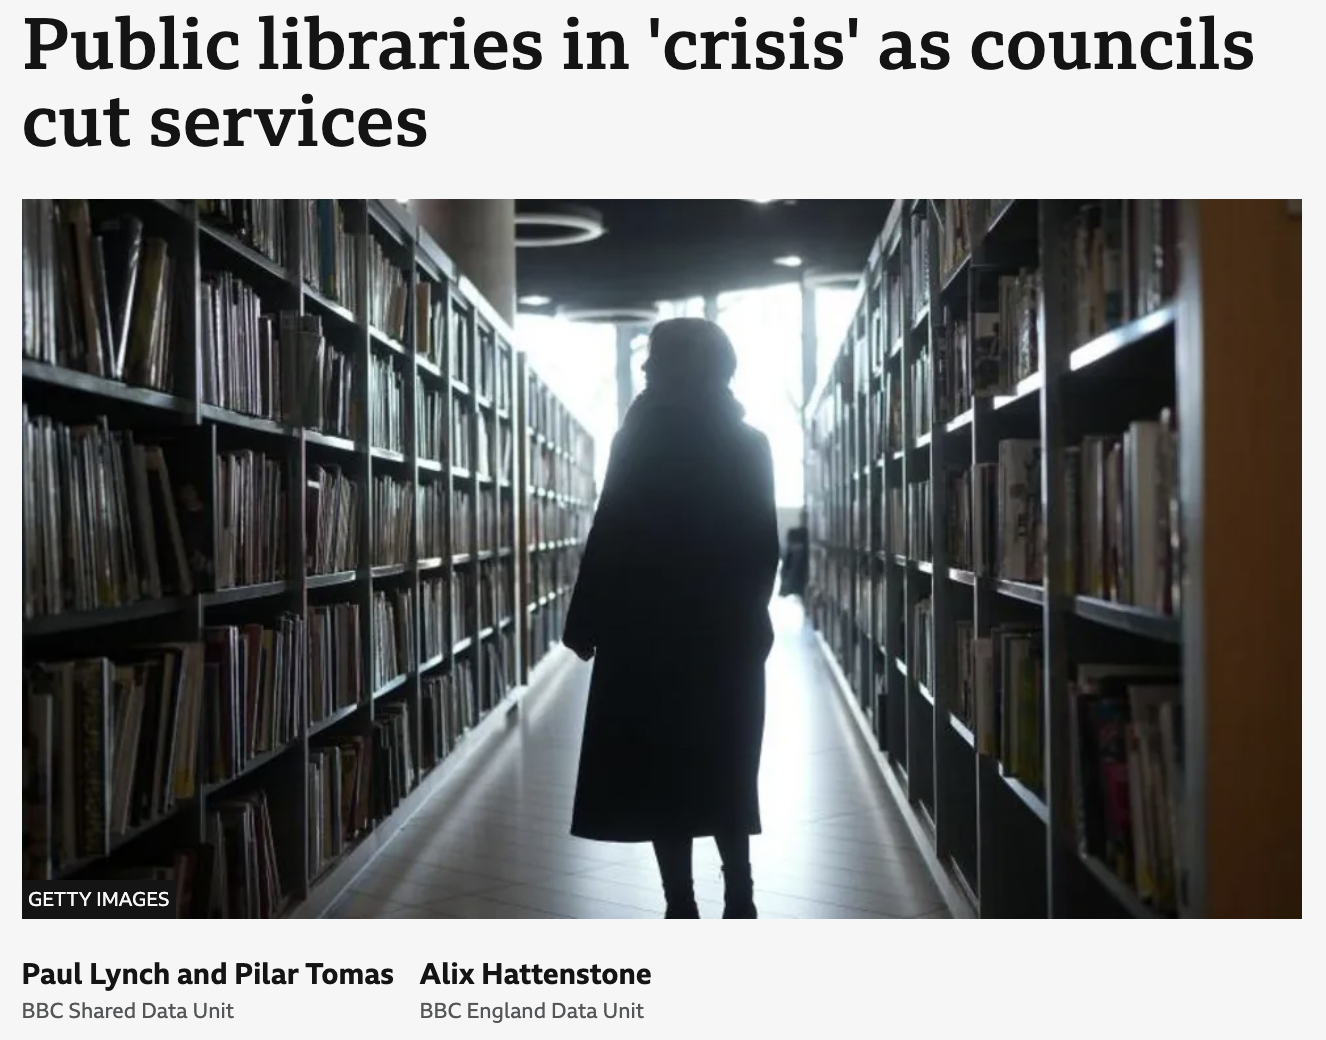 Public libraries in 'crisis' as councils
cut services
GETTY IMAGES
Paul Lynch and Pilar Tomas
BBC Shared Data Unit
Alix Hattenstone
BBC England Data Unit